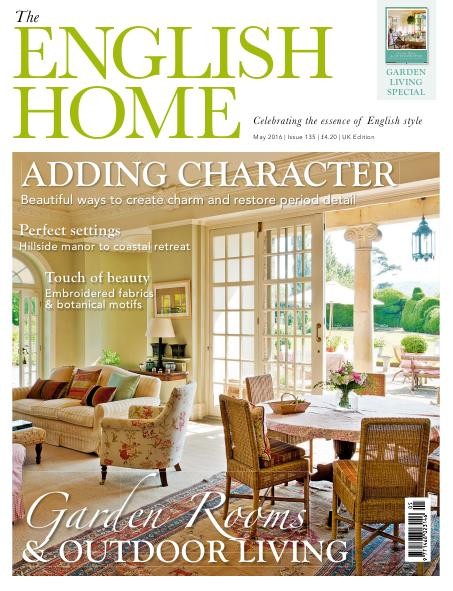 The
ENGLISH
HOME
GARDEN
LIVING
SPECIAL
Celebrating the essence of English style
May 2016 | Issue 135 | £4.20 | UK Edition
ADDING CHARACTER
Beautiful ways to create charm and restore period detail
Perfect settings
Hillside manor to coastal retreat
Touch of beauty
Embroidered fabrics
& botanical motifs
Garden Rooms
& OUTDOOR LIVING
05